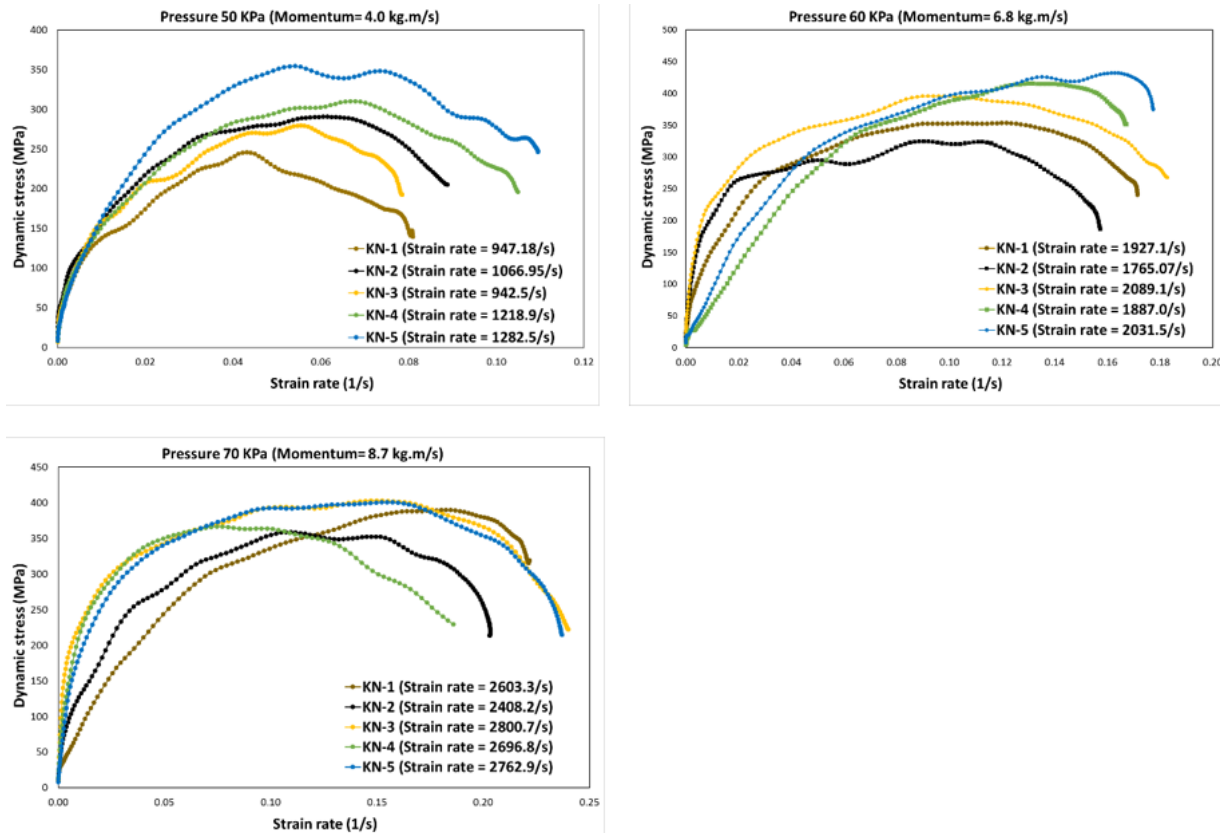 Pressure 50 KPa (Momentum= 4.0 kg.m/s)
400
350
300
250
200
150
100
50
0
Dynamic stress (MPa)
KN-1 (Strain rate = 947.18/s)
KN-2 (Strain rate = 1066.95/s)
KN-3 (Strain rate = 942.5/s)
KN-4 (Strain rate = 1218.9/s)
KN-5 (Strain rate = 1282.5/s)
0.00 0.02 0.04 0.06 0.08 0.10 0.12
Strain rate (1/s)
Pressure 60 KPa (Momentum= 6.8 kg.m/s)
500
450
400
350
300
250
200
150
100
50
0
Dynamic stress (MPa)
KN-1 (Strain rate = 1927.1/s)
KN-2 (Strain rate = 1765.07/s)
KN-3 (Strain rate = 2089.1/s)
KN-4 (Strain rate = 1887.0/s)
KN-5 (Strain rate = 2031.5/s)
0.00 0.02 0.04 0.06 0.08 0.10 0.12 0.14 0.16 0.18 0.20
Strain rate (1/s)
Pressure 70 KPa (Momentum= 8.7 kg.m/s)
450
400
350
300
250
200
150
100
50
0
Dynamic stress (MPa)
KN-1 (Strain rate = 2603.3/s)
KN-2 (Strain rate = 2408.2/s)
KN-3 (Strain rate = 2800.7/s)
KN-4 (Strain rate = 2696.8/s)
KN-5 (Strain rate = 2762.9/s)
0.00 0.05 0.10 0.15 0.20 0.25
Strain rate (1/s)